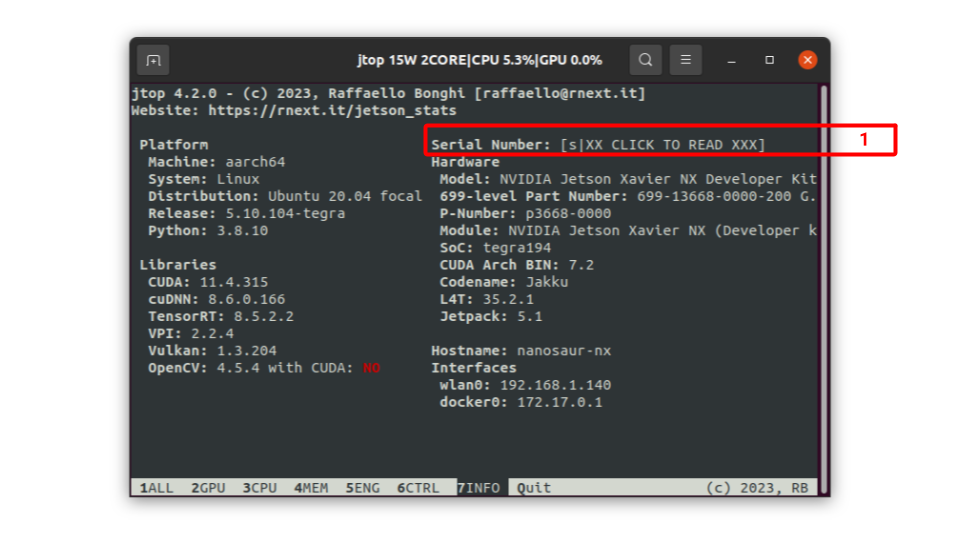 jtop 15W 2CORE|CPU 5.3%|GPU 0.0%
jtop 4.2.0 - (c) 2023, Raffaello Bonghi [raffaello@rnext.it]
Website: https://rnext.it/jetson_stats
Platform
Machine: aarch64
System: Linux
Distribution: Ubuntu 20.04 focal
Release: 5.10.104-tegra
Python: 3.8.10
Libraries
CUDA: 11.4.315
cuDNN: 8.6.0.166
TensorRT: 8.5.2.2
VPI: 2.2.4
Vulkan: 1.3.204
OpenCV: 4.5.4 with CUDA: NO
Serial Number: [s|XX CLICK TO READ XXX]
1
Hardware
Model: NVIDIA Jetson Xavier NX Developer Kit
699-level Part Number: 699-13668-0000-200 G.
P-Number: p3668-0000
Module: NVIDIA Jetson Xavier NX (Developer k
SoC: tegra194
CUDA Arch BIN: 7.2
Codename: Jakku
L4T: 35.2.1
Jetpack: 5.1
Hostname: nanosaur-nx
Interfaces
wlan0: 192.168.1.140
docker0: 172.17.0.1
1ALL 2GPU 3CPU 4MEM 5ENG 6CTRL 7INFO Quit (c) 2023, RB